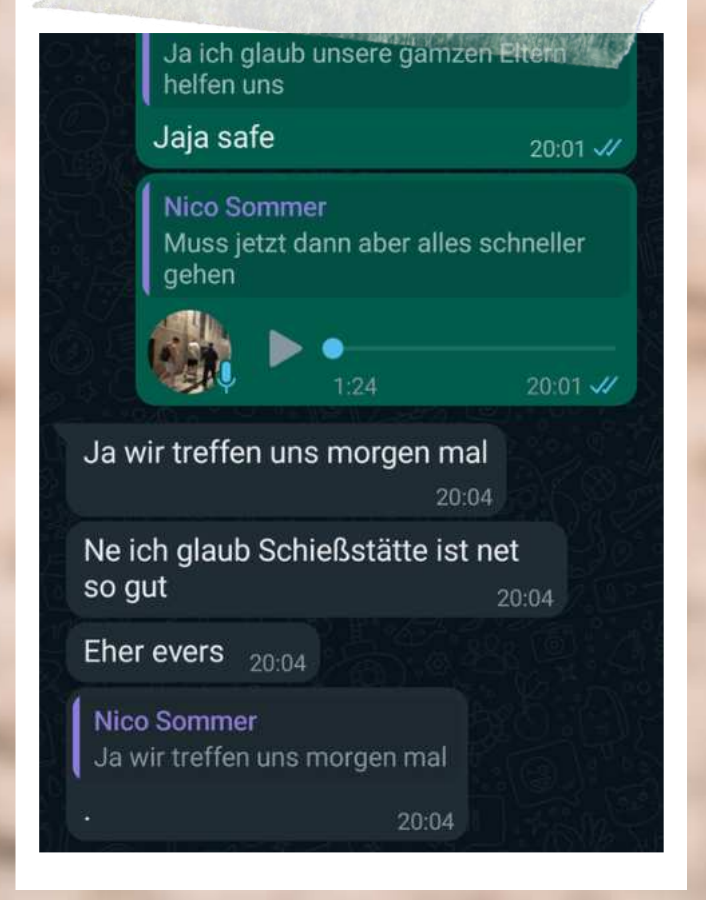 Ja ich glaub unsere gamzen Eltern
helfen uns
Jaja safe
20:01
Nico Sommer
Muss jetzt dann aber alles schneller
gehen
1:24
20:01
Ja wir treffen uns morgen mal
20:04
Ne ich glaub Schießstätte ist net
so gut
20:04
Eher evers
20:04
Nico Sommer
Ja wir treffen uns morgen mal
.
20:04